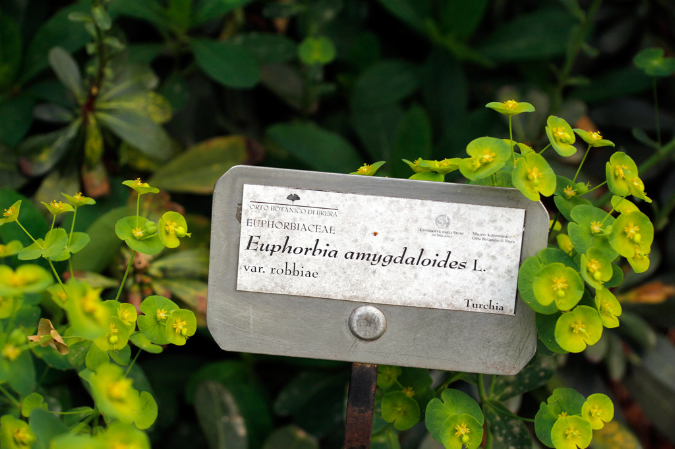 ORTO BOTANICO DI BRERA
EUPHORBIACEAE
Euphorbia amygdaloides L.
var. robbiae
Turchia